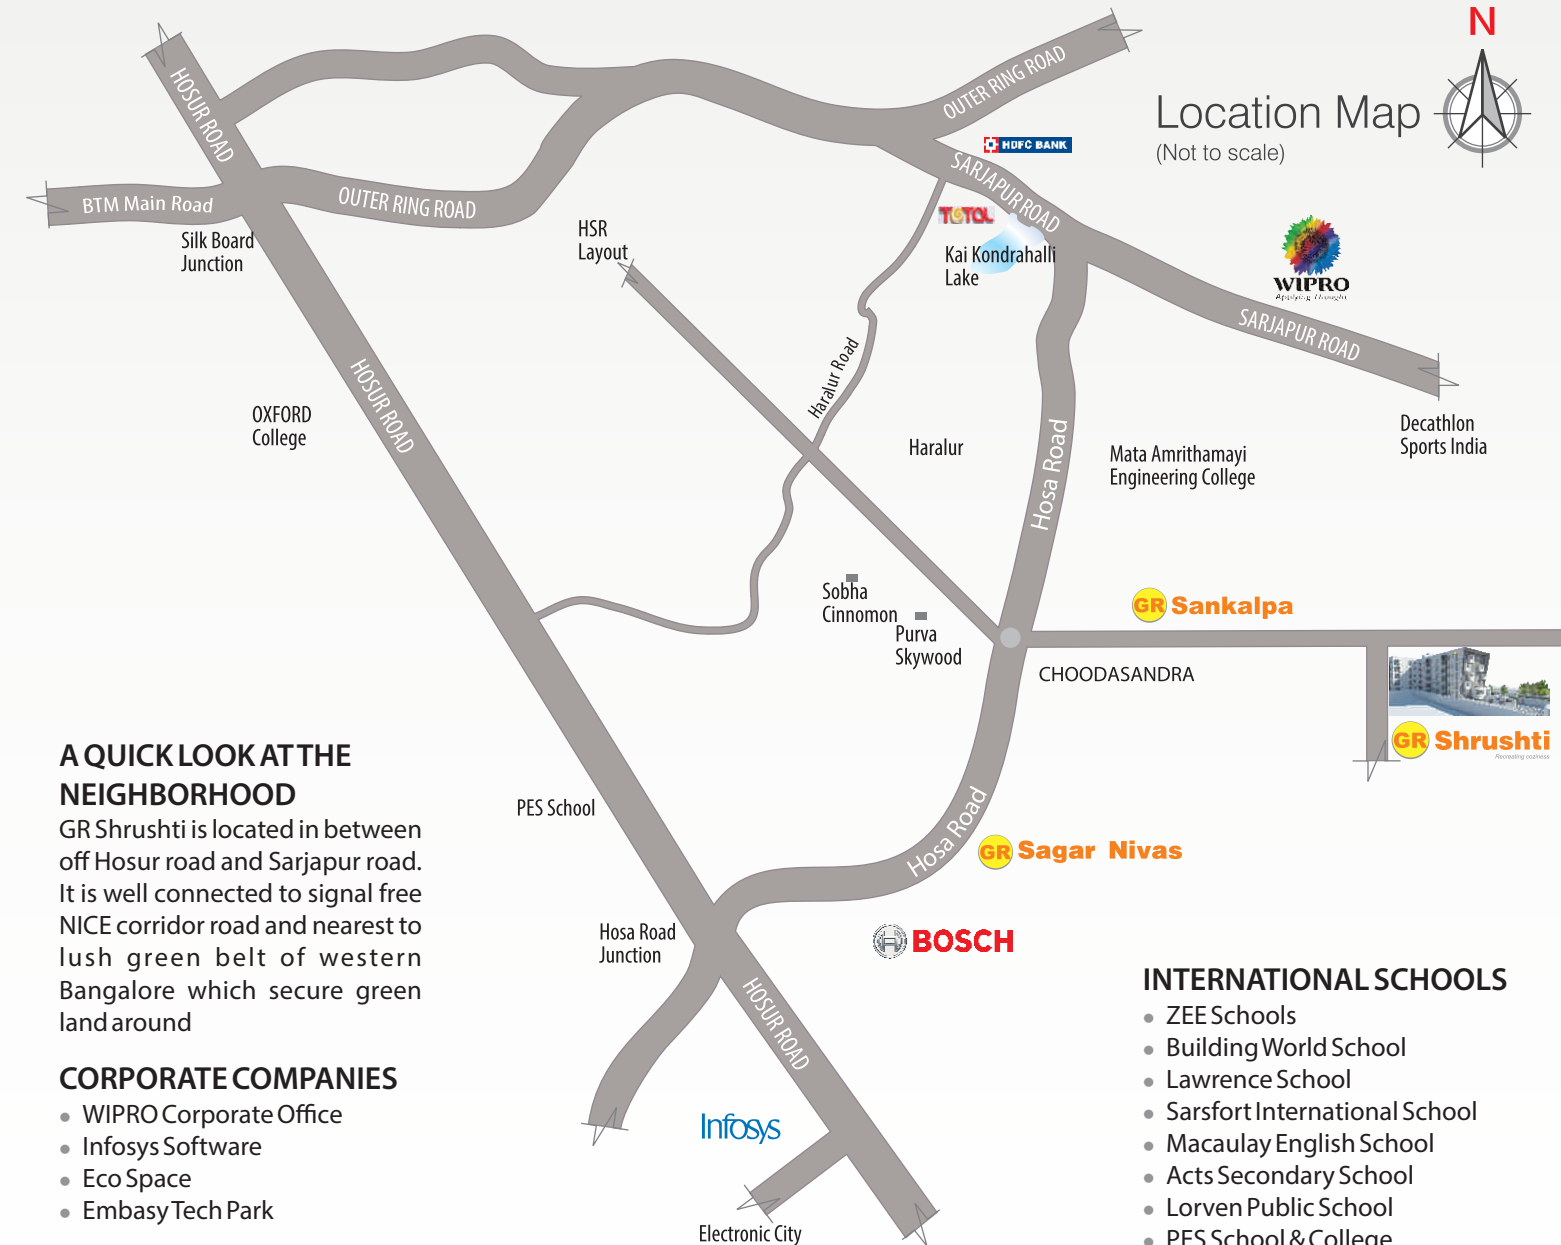 N
Location Map
(Not to scale)
HOSUR ROAD
OUTER RING ROAD
HDFC BANK
SARJAPUR ROAD
BTM Main Road
OUTER RING ROAD
Silk Board
Junction
HSR
Layout
TOTAL
Kai Kondrahalli
Lake
WIPRO
Applying Thought
SARJAPUR ROAD
HOSUR ROAD
Haralur Road
OXFORD
College
Haralur
Hosa Road
Mata Amrithamayi
Engineering College
Decathlon
Sports India
Sobha
Cinnomon
Purva
Skywood
GR Sankalpa
CHOODASANDRA
GR Shrushti
Recreating coziness
A QUICK LOOK AT THE
NEIGHBORHOOD
GR Shrushti is located in between
off Hosur road and Sarjapur road.
It is well connected to signal free
NICE corridor road and nearest to
lush green belt of western
Bangalore which secure green
land around
PES School
Hosa Road
GR Sagar Nivas
Hosa Road
Junction
BOSCH
HOSUR ROAD
CORPORATE COMPANIES
WIPRO Corporate Office
Infosys Software
Eco Space
Embasy Tech Park
Infosys
Electronic City
INTERNATIONAL SCHOOLS
ZEE Schools
Building World School
Lawrence School
Sarsfort International School
Macaulay English School
Acts Secondary School
Lorven Public School
PES School & College